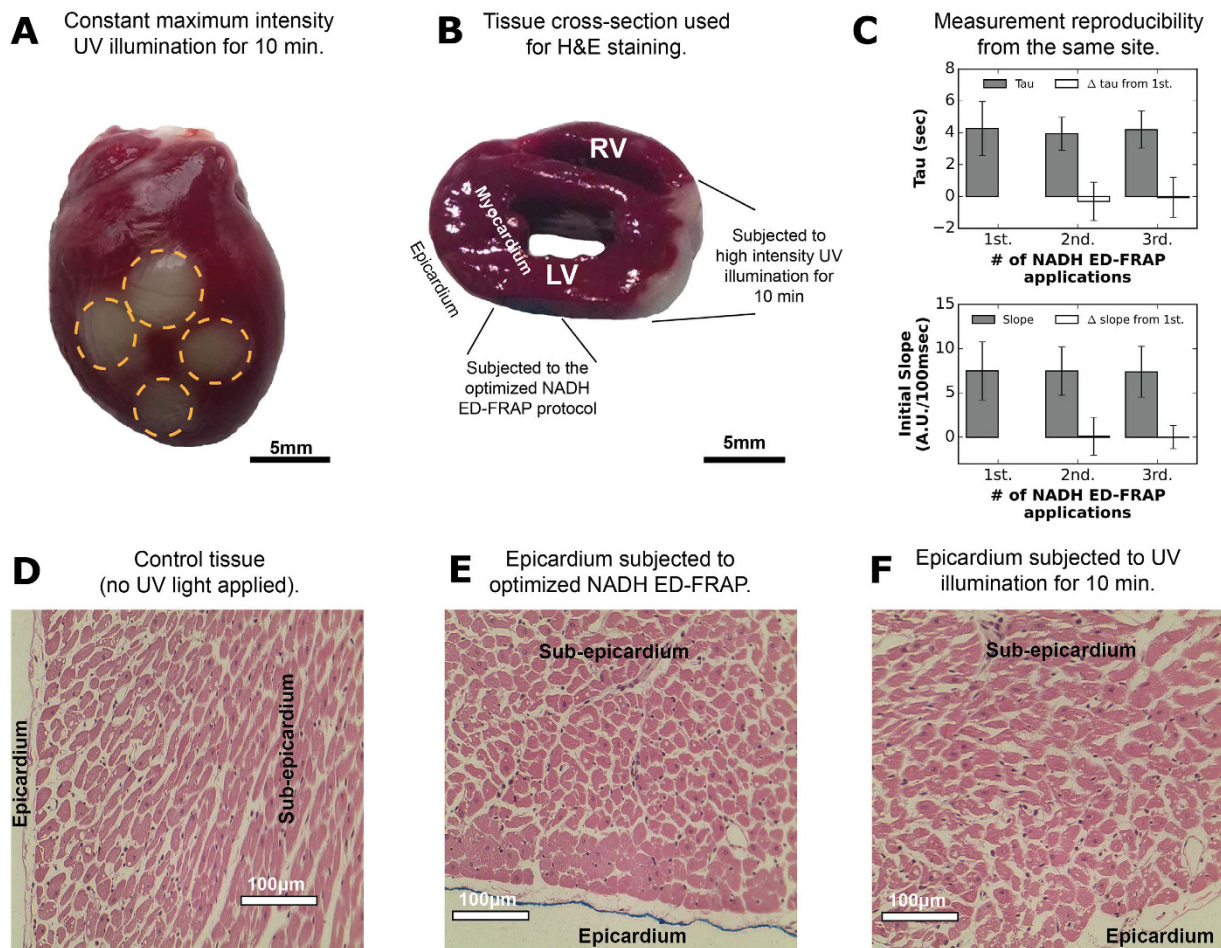 A
Constant maximum intensity
UV illumination for 10 min.
5mm
B
Tissue cross-section used
for H&E staining.
RV
Myocardium
LV
Epicardium
Subjected to
high intensity UV
illumination for
10 min
Subjected to the
optimized NADH
ED-FRAP protocol
5mm
C
Measurement reproducibility
from the same site.
Tau
Δ tau from 1st.
Tau (sec)
8
6
4
2
0
−2
1st.
2nd.
3rd.
# of NADH ED-FRAP
applications
Slope
Δ slope from 1st.
Initial Slope
(A.U./100msec)
15
10
5
0
1st.
2nd.
3rd.
# of NADH ED-FRAP
applications
D
Control tissue
(no UV light applied).
Epicardium
Sub-epicardium
100μm
E
Epicardium subjected to
optimized NADH ED-FRAP.
Sub-epicardium
100μm
Epicardium
F
Epicardium subjected to UV
illumination for 10 min.
Sub-epicardium
100μm
Epicardium